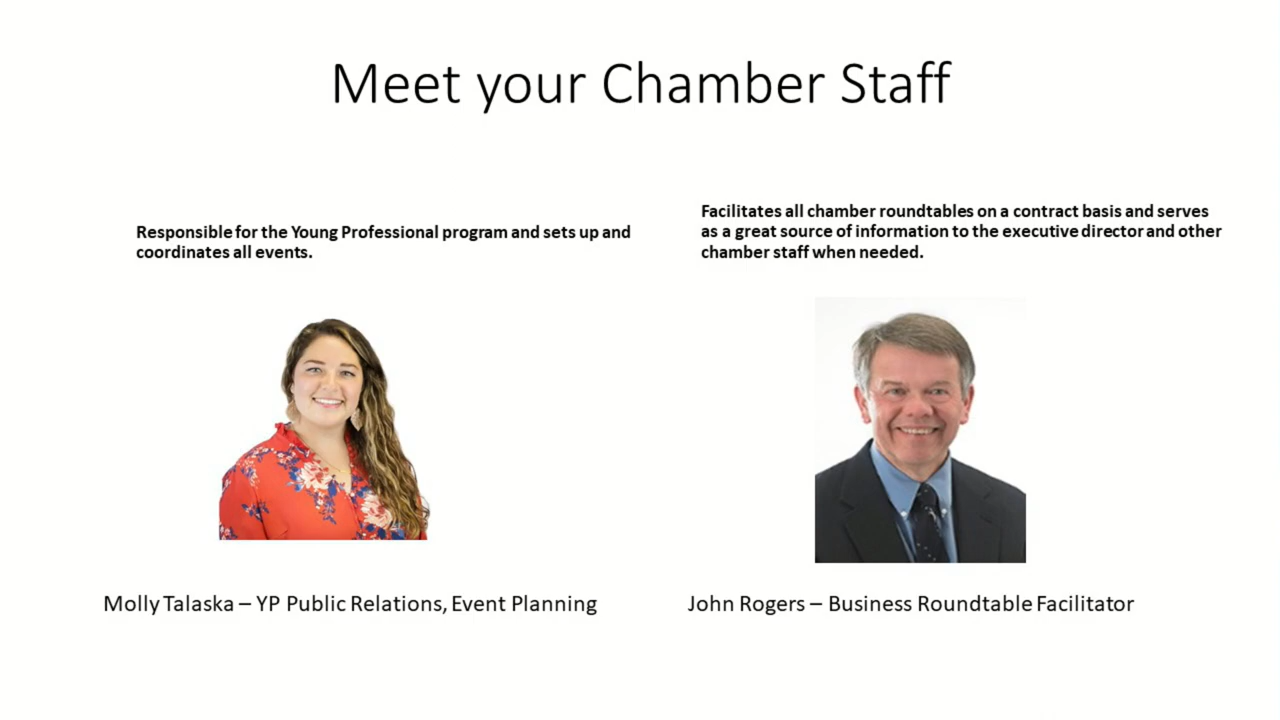 Meet your Chamber Staff
Responsible for the Young Professional program and sets up and
coordinates all events.
Facilitates all chamber roundtables on a contract basis and serves
as a great source of information to the executive director and other
chamber staff when needed.
Molly Talaska – YP Public Relations, Event Planning
John Rogers – Business Roundtable Facilitator